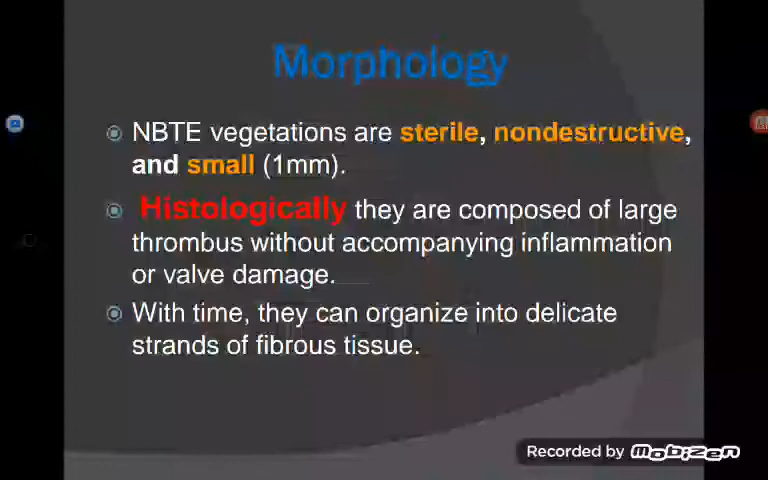 Morphology
NBTE vegetations are sterile, nondestructive,
and small (1mm).
Histologically they are composed of large
thrombus without accompanying inflammation
or valve damage.
With time, they can organize into delicate
strands of fibrous tissue.
Recorded by Mobizen